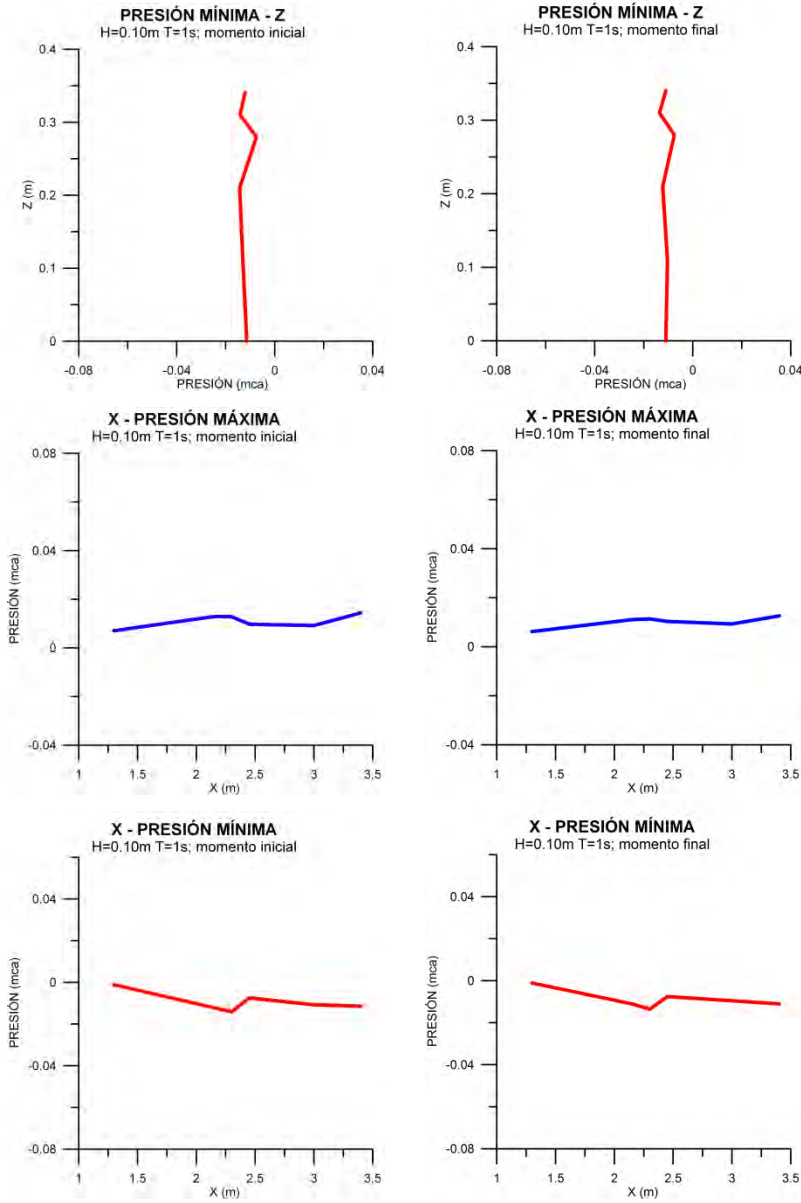 PRESIÓN MÍNIMA - Z
H=0.10m T=1s; momento inicial
0.4
0.3
0.2
0.1
0
Z (m)
-0.08
-0.04
0
0.04
PRESIÓN (mca)
PRESIÓN MÍNIMA - Z
H=0.10m T=1s; momento final
0.4
0.3
0.2
0.1
0
Z (m)
-0.08
-0.04
0
0.04
PRESIÓN (mca)
X - PRESIÓN MÁXIMA
H=0.10m T=1s; momento inicial
0.08
0.04
0
-0.04
PRESIÓN (mca)
1
1.5
2
2.5
3
3.5
X (m)
X - PRESIÓN MÁXIMA
H=0.10m T=1s; momento final
0.08
0.04
0
-0.04
PRESIÓN (mca)
1
1.5
2
2.5
3
3.5
X (m)
X - PRESIÓN MÍNIMA
H=0.10m T=1s; momento inicial
0.04
0
-0.04
-0.08
PRESIÓN (mca)
1
1.5
2
2.5
3
3.5
X (m)
X - PRESIÓN MÍNIMA
H=0.10m T=1s; momento final
0.04
0
-0.04
-0.08
PRESIÓN (mca)
1
1.5
2
2.5
3
3.5
X (m)